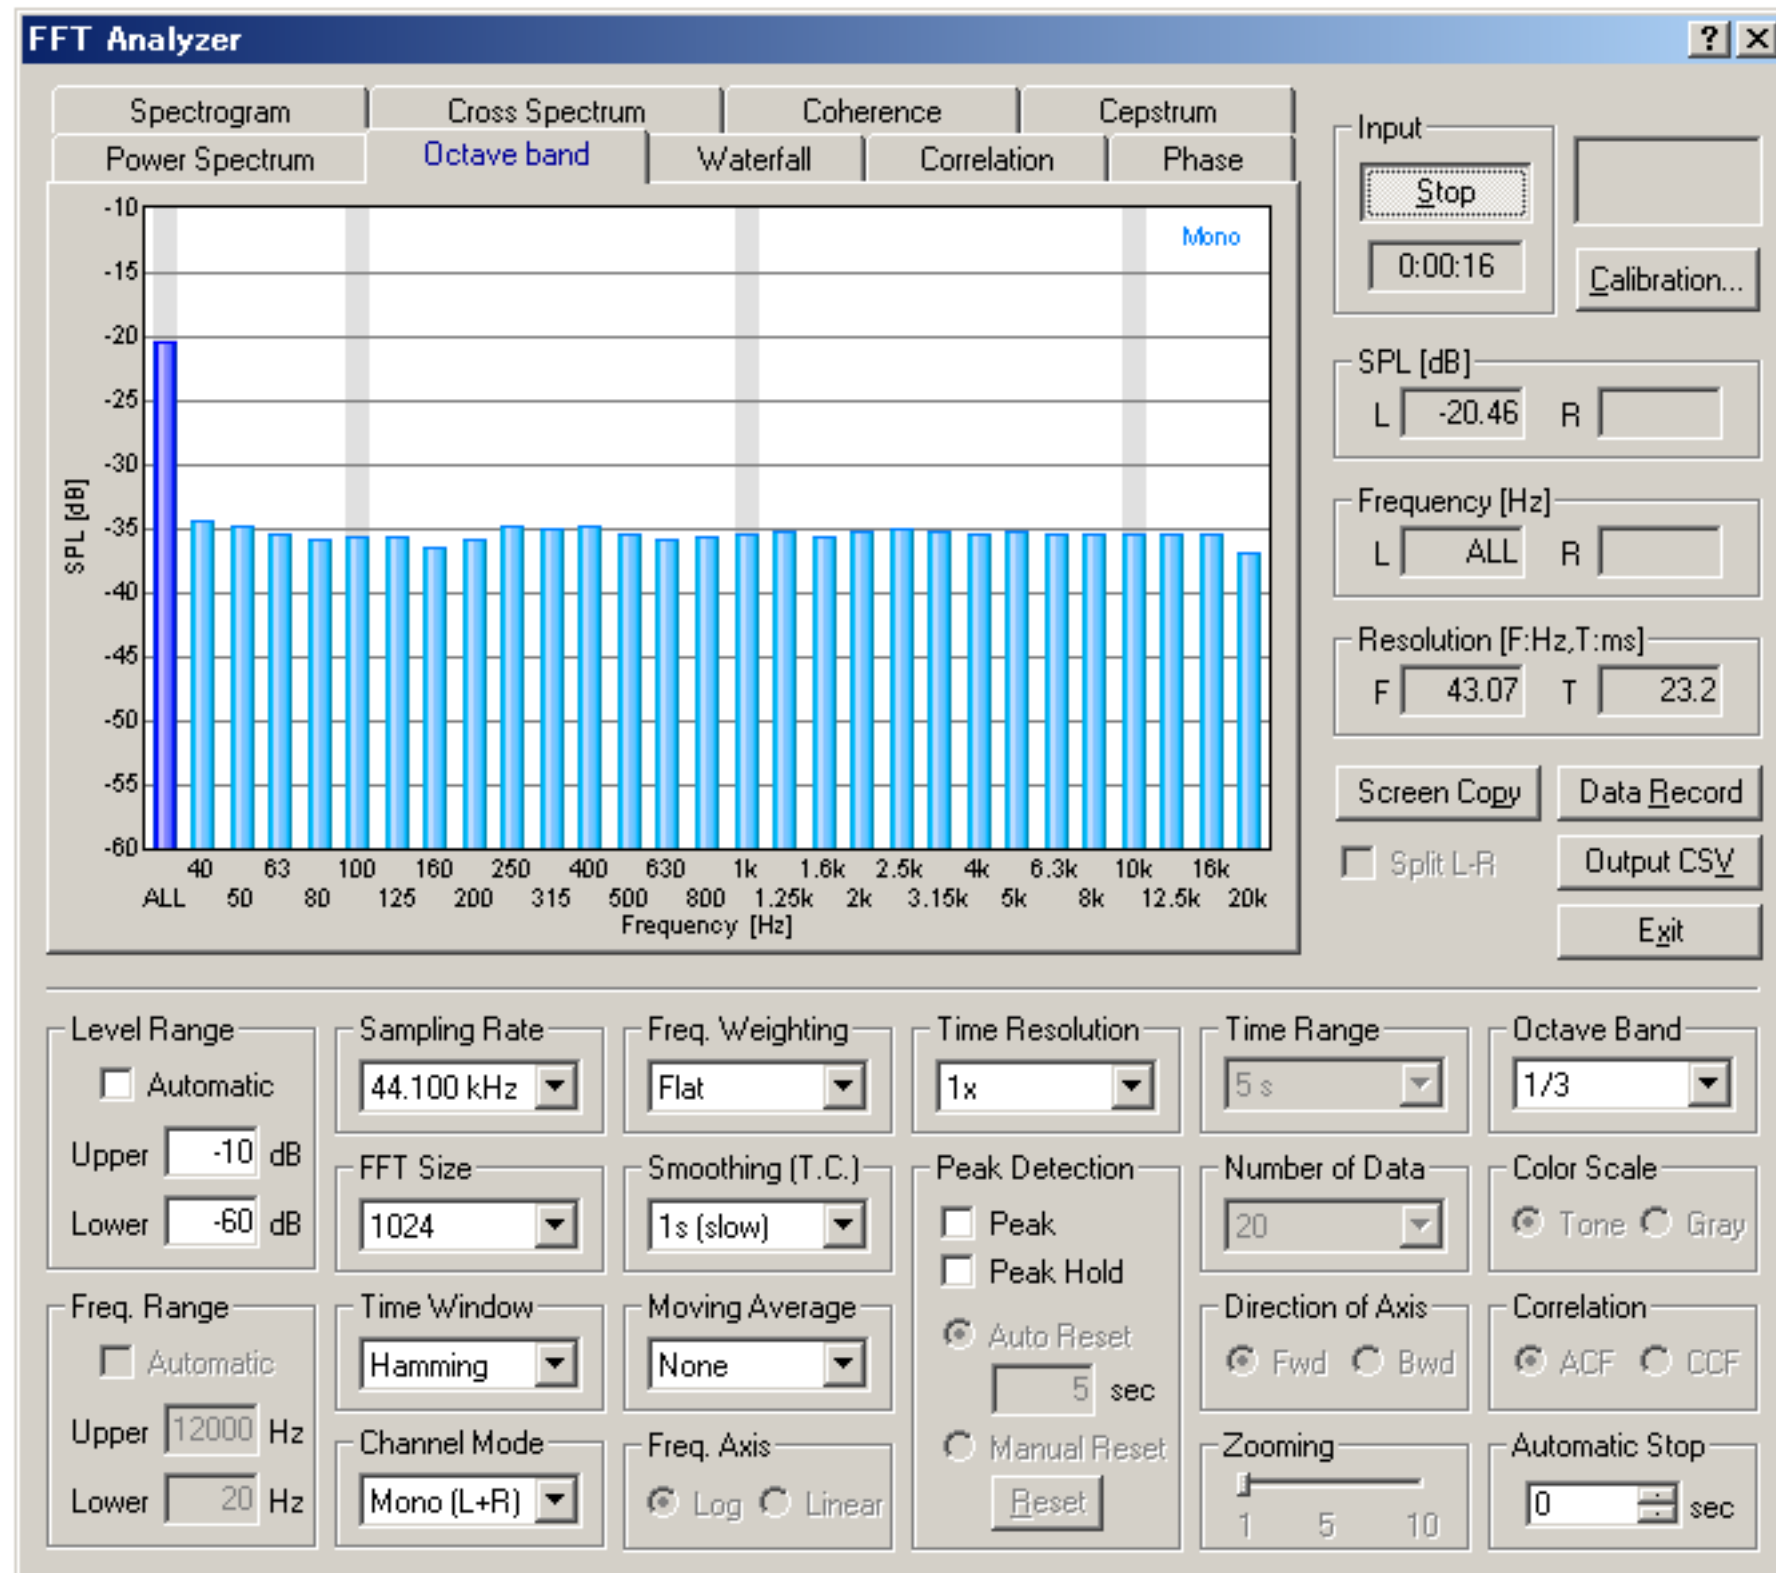 FFT Analyzer
? ×
Spectrogram Cross Spectrum Coherence Cepstrum
Power Spectrum Octave band Waterfall Correlation Phase
Mono
SPL [dB]
-10
-15
-20
-25
-30
-35
-40
-45
-50
-55
-60
40 63 100 160 250 400 630 1k 1.6k 2.5k 4k 6.3k 10k 16k
ALL 50 80 125 200 315 500 800 1.25k 2k 3.15k 5k 8k 12.5k 20k
Frequency [Hz]
Input
Stop
0:00:16
Calibration...
SPL [dB]
L -20.46 R
Frequency [Hz]
L ALL R
Resolution [F:Hz,T:ms]
F 43.07 T 23.2
Screen Copy Data Record
Split L-R Output CSV
Exit
Level Range
Automatic
Upper -10 dB
Lower -60 dB
Freq. Range
Automatic
Upper 12000 Hz
Lower 20 Hz
Sampling Rate
44.100 kHz
FFT Size
1024
Time Window
Hamming
Channel Mode
Mono (L+R)
Freq. Weighting
Flat
Smoothing (T.C.)
1s (slow)
Moving Average
None
Freq. Axis
Log Linear
Time Resolution
1x
Peak Detection
Peak
Peak Hold
Auto Reset
5 sec
Manual Reset
Reset
Time Range
5 s
Number of Data
20
Direction of Axis
Fwd Bwd
Zooming
1 5 10
Octave Band
1/3
Color Scale
Tone Gray
Correlation
ACF CCF
Automatic Stop
0 sec